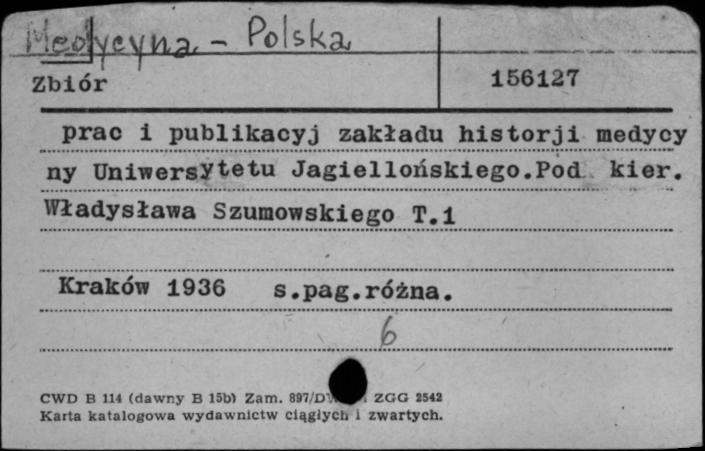 Medycyna - Polska
Zbiór 156127
prac i publikacyj zakładu historji medycy
ny Uniwersytetu Jagiellońskiego.Pod kier.
Władysława Szumowskiego T.1
Kraków 1936 s.pag.różna.
6
CWD B 114 (dawny B 15b) Zam. 897/D ZGG 2542
Karta katalogowa wydawnictw ciągłych i zwartych.